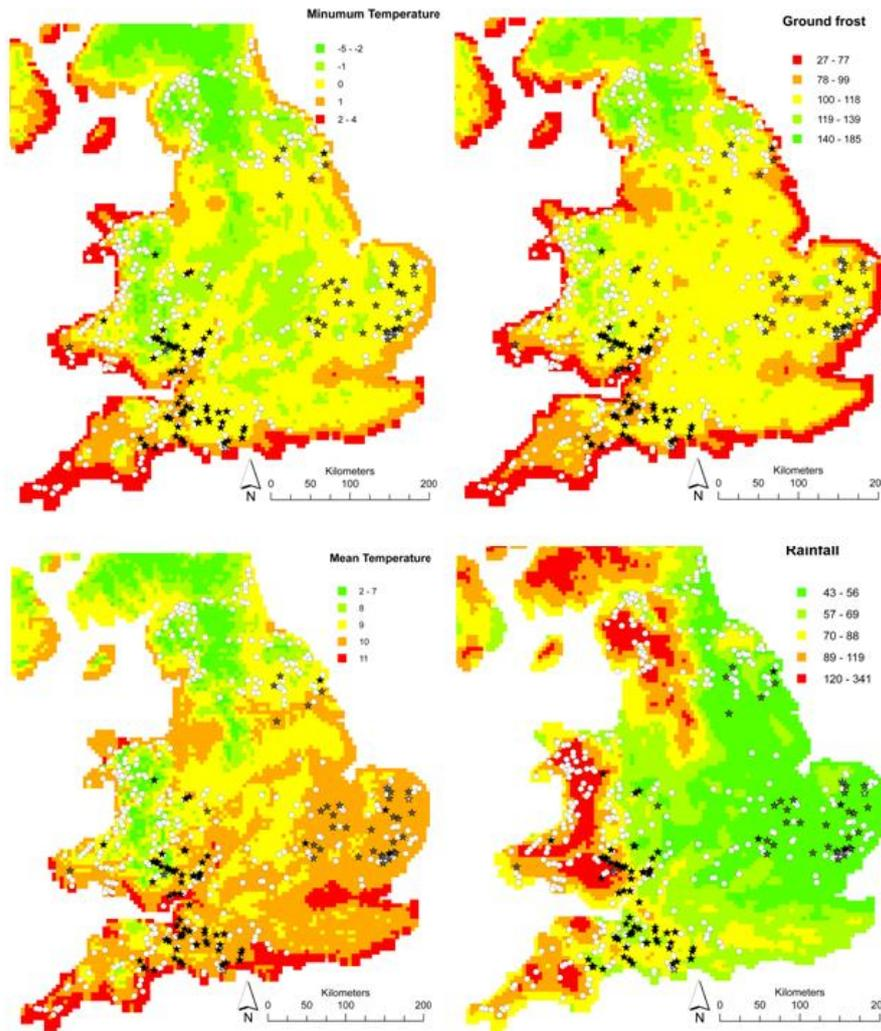 Minumum Temperature
-5 - -2
-1
0
1
2 - 4
Kilometers
N
0 50 100 200
Ground frost
27 - 77
78 - 99
100 - 118
119 - 139
140 - 185
Kilometers
N
0 50 100 20
Mean Temperature
2 - 7
8
9
10
11
Kilometers
N
0 50 100 200
Rainfall
43 - 56
57 - 69
70 - 88
89 - 119
120 - 341
Kilometers
N
0 50 100 20